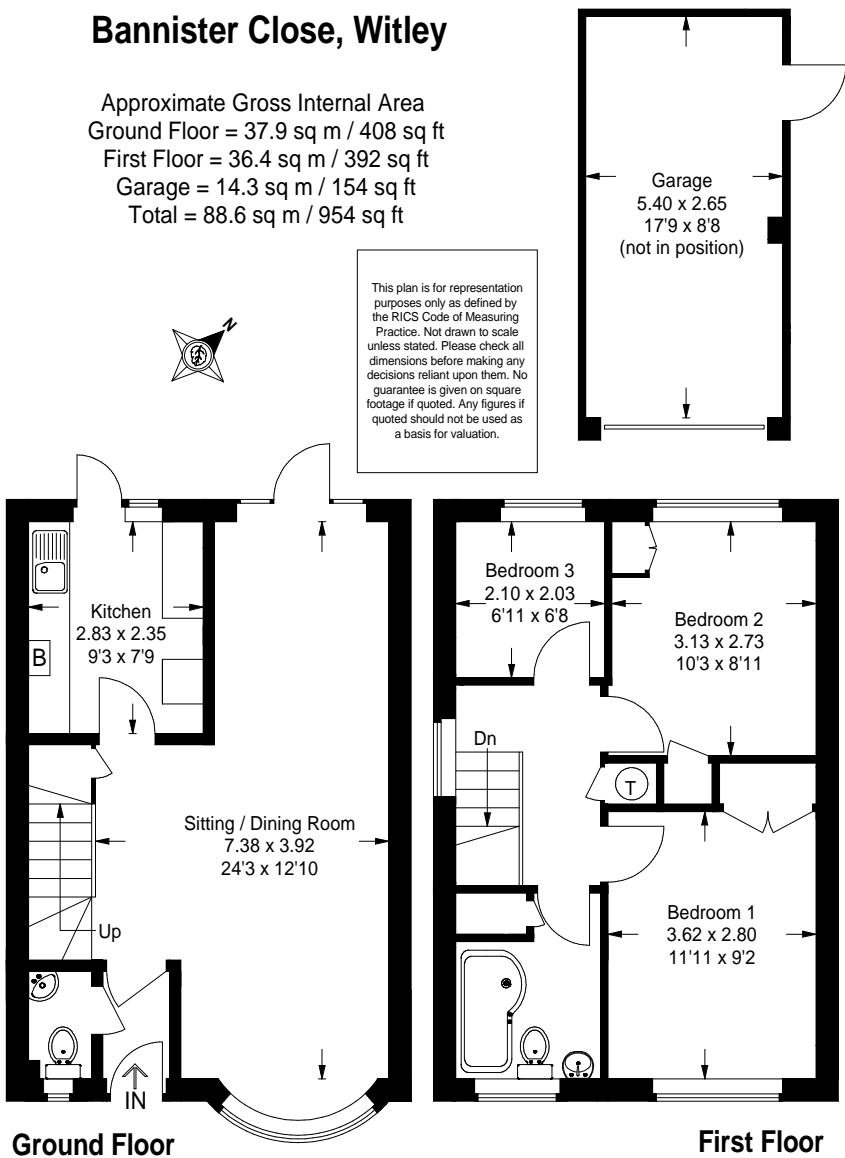 Bannister Close, Witley
Approximate Gross Internal Area
Ground Floor = 37.9 sq m / 408 sq ft
First Floor = 36.4 sq m / 392 sq ft
Garage = 14.3 sq m / 154 sq ft
Total = 88.6 sq m / 954 sq ft
Garage
5.40 x 2.65
17'9 x 8'8
(not in position)
This plan is for representation
purposes only as defined by
the RICS Code of Measuring
Practice. Not drawn to scale
unless stated. Please check all
dimensions before making any
decisions reliant upon them. No
guarantee is given on square
footage if quoted. Any figures if
quoted should not be used as
a basis for valuation.
N
Kitchen
2.83 x 2.35
9'3 x 7'9
B
Sitting / Dining Room
7.38 x 3.92
24'3 x 12'10
Up
IN
Ground Floor
Bedroom 3
2.10 x 2.03
6'11 x 6'8
Bedroom 2
3.13 x 2.73
10'3 x 8'11
Dn
T
Bedroom 1
3.62 x 2.80
11'11 x 9'2
First Floor